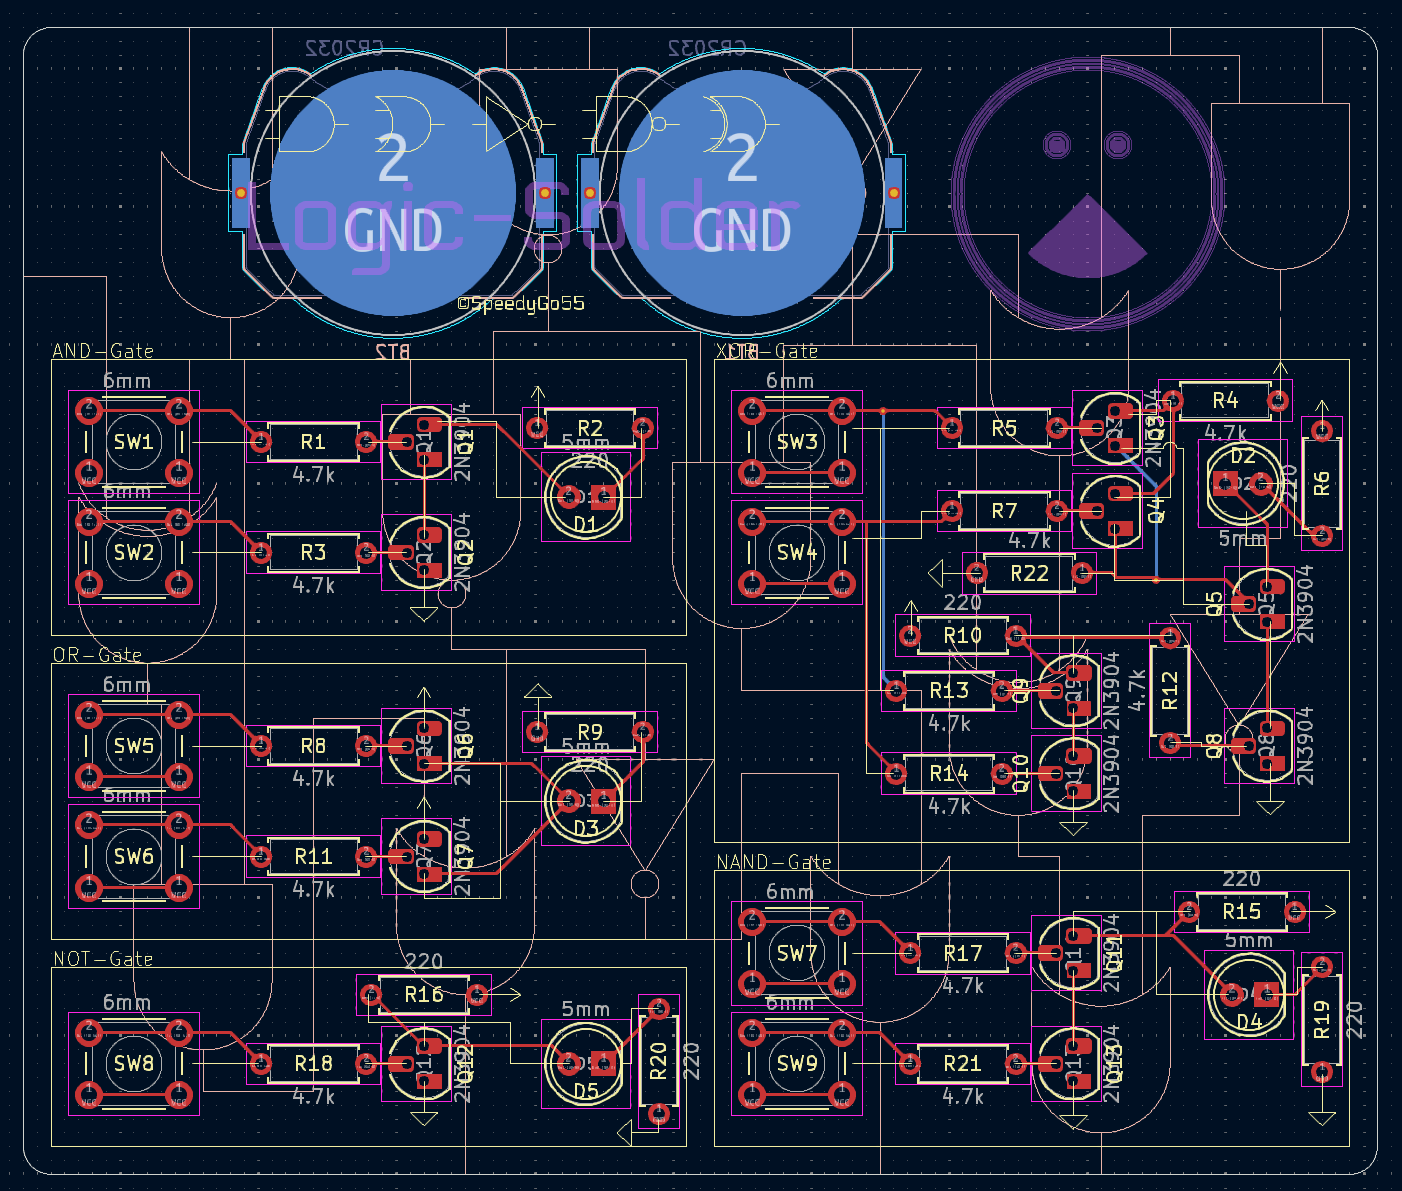 CR2032
CR2032
2
GND
2
GND
Logic-Solder
©SpeedyGo55
BT2
BT1
AND-Gate
6mm
SW1
R1
4.7k
Q1
2N3904
R2
220
5mm
D1
6mm
SW2
R3
4.7k
Q2
2N3904
OR-Gate
6mm
SW5
R8
4.7k
Q6
2N3904
R9
220
5mm
D3
6mm
SW6
R11
4.7k
Q7
2N3904
NOT-Gate
6mm
SW8
R18
4.7k
220
R16
Q12
2N3904
5mm
D5
R20
220
XOR-Gate
6mm
SW3
R5
Q3
2N3904
R4
4.7k
D2
5mm
220
R6
SW4
R7
4.7k
Q4
R22
220
R10
R13
4.7k
Q9
2N3904
R12
4.7k
Q5
2N3904
R14
4.7k
Q10
2N3904
Q8
2N3904
NAND-Gate
6mm
SW7
R17
4.7k
Q11
2N3904
220
R15
5mm
D4
R19
220
6mm
SW9
R21
4.7k
2N3904